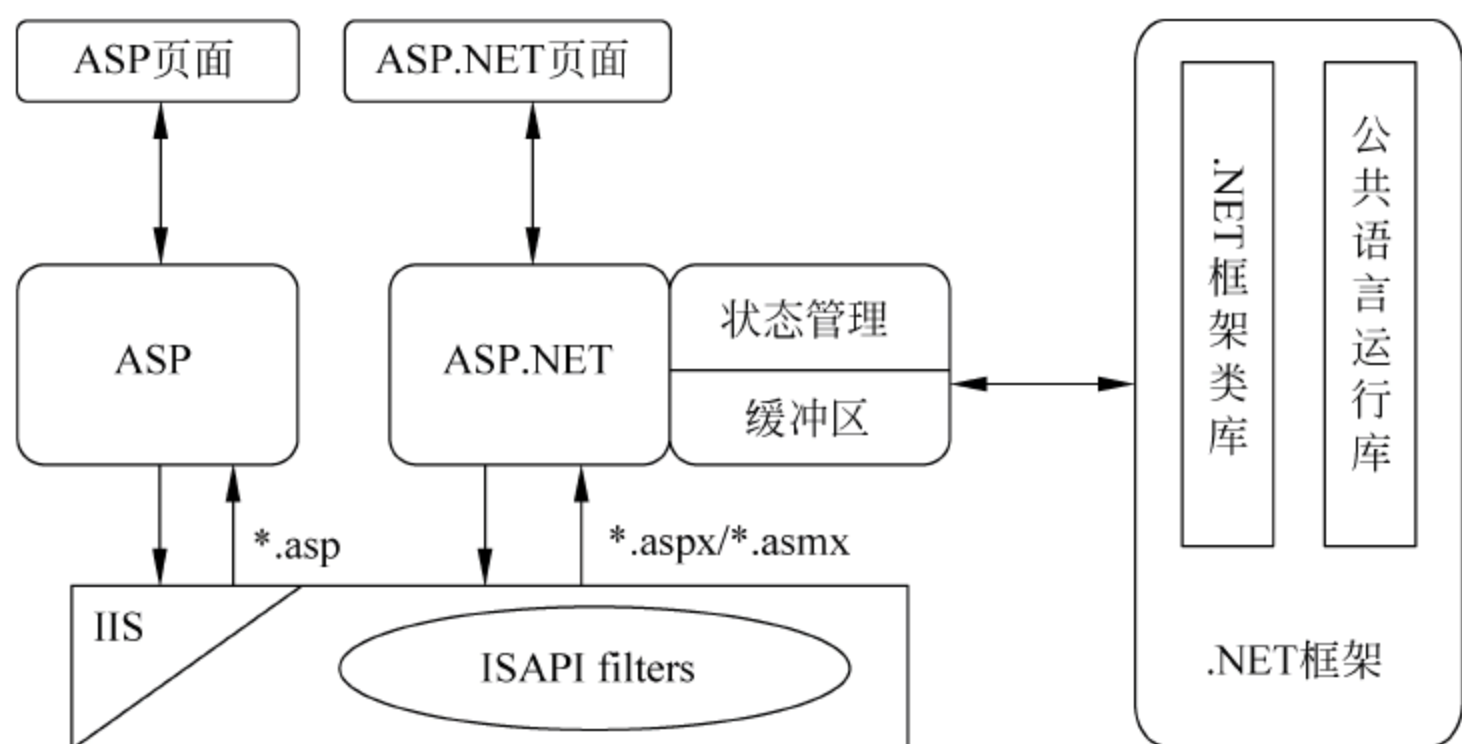 ASP页面
ASP.NET页面
ASP
ASP.NET
状态管理
缓冲区
*.asp
*.aspx/*.asmx
IIS
ISAPI filters
.NET框架类库
公共语言运行库
.NET框架